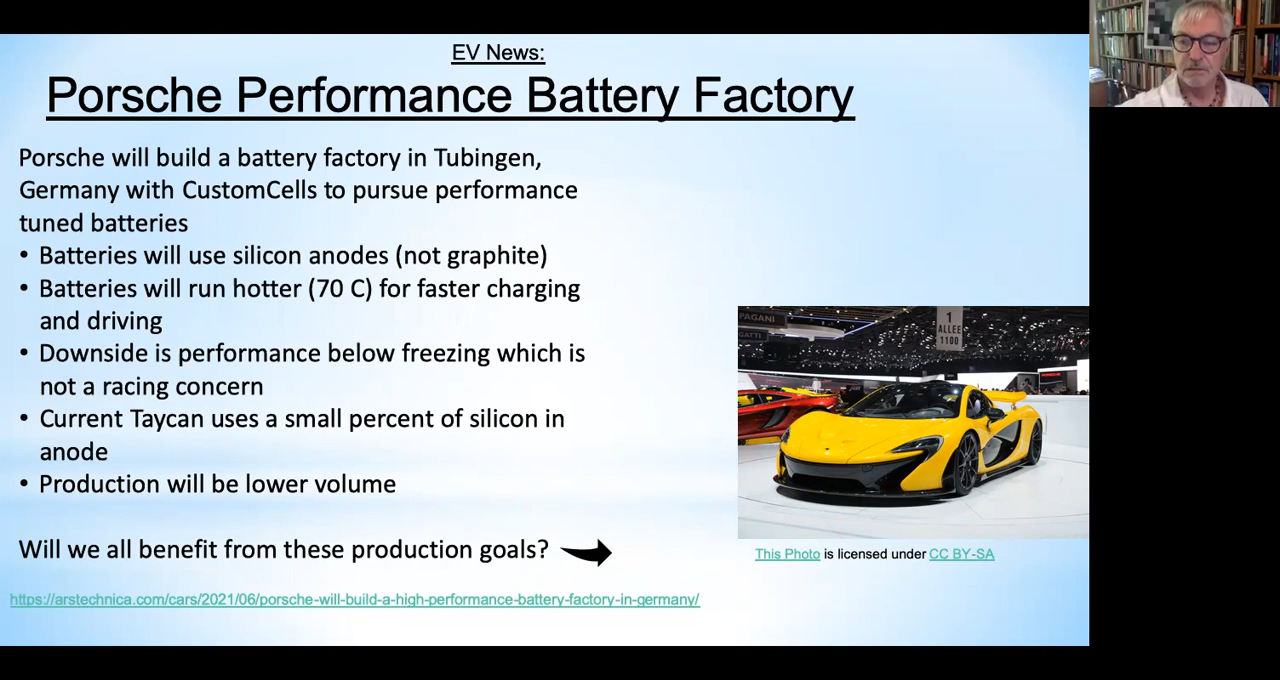 EV News:
Porsche Performance Battery Factory
Porsche will build a battery factory in Tubingen,
Germany with CustomCells to pursue performance
tuned batteries
• Batteries will use silicon anodes (not graphite)
• Batteries will run hotter (70 C) for faster charging
and driving
• Downside is performance below freezing which is
not a racing concern
• Current Taycan uses a small percent of silicon in
anode
• Production will be lower volume
Will we all benefit from these production goals?
https://arstechnica.com/cars/2021/06/porsche-will-build-a-high-performance-battery-factory-in-germany/
PAGANI
1
ALLEE
1100
This Photo is licensed under CC BY-SA